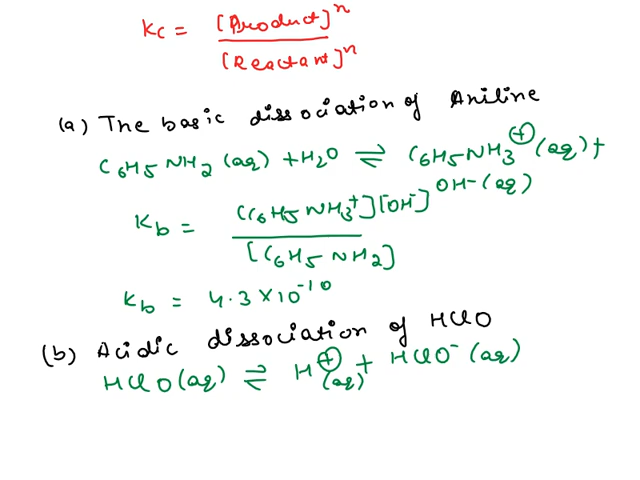 Kc = [Product]^n / [Reactant]^n
(a) The basic dissociation of Aniline
C6H5NH2 (aq) + H2O ⇌ C6H5NH3⊕ (aq) +
OH-(aq)
Kb = [C6H5NH3+][OH-] / [C6H5NH2]
Kb = 4.3 × 10^-10
(b) Acidic dissociation of HClO
HClO (aq) ⇌ H⊕ (aq) + HClO- (aq)